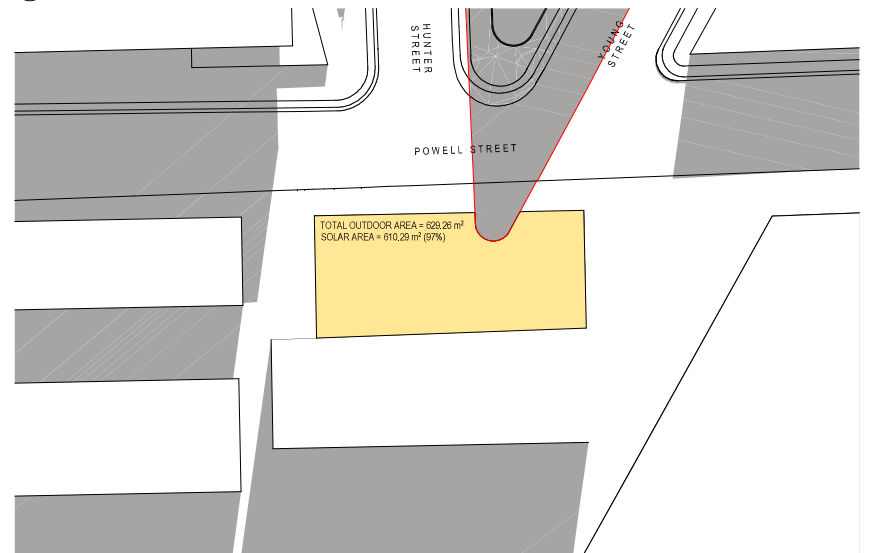 HUNTER
STREET
YOUNG
STREET
POWELL STREET
TOTAL OUTDOOR AREA = 629.26 m²
SOLAR AREA = 610.29 m² (97%)